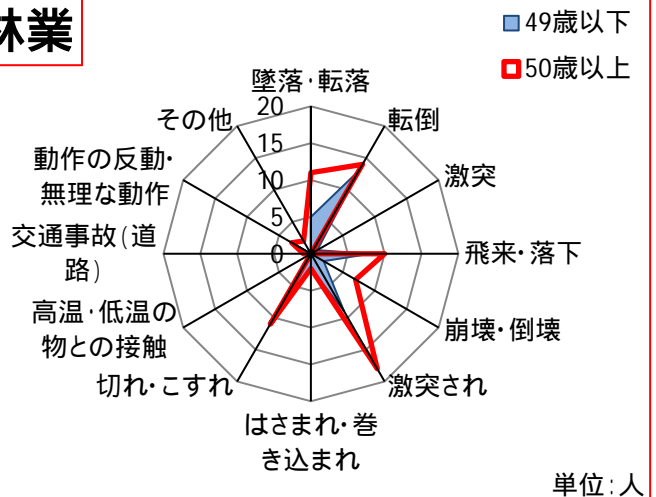 林業
49歳以下
50歳以上
墜落・転落
転倒
激突
飛来・落下
崩壊・倒壊
激突され
はさまれ・巻
き込まれ
切れ・こすれ
高温・低温の
物との接触
交通事故(道
路)
動作の反動・
無理な動作
その他
20
15
10
5
0
単位:人